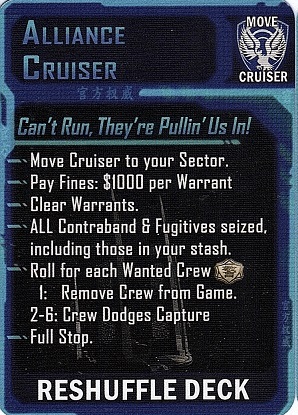 ALLIANCE
CRUISER
MOVE
CRUISER
官方权威
Can't Run, They're Pullin' Us In!
Move Cruiser to your Sector.
Pay Fines: $1000 per Warrant
Clear Warrants.
ALL Contraband & Fugitives seized,
including those in your stash.
Roll for each Wanted Crew
1: Remove Crew from Game.
2-6: Crew Dodges Capture
Full Stop.
RESHUFFLE DECK